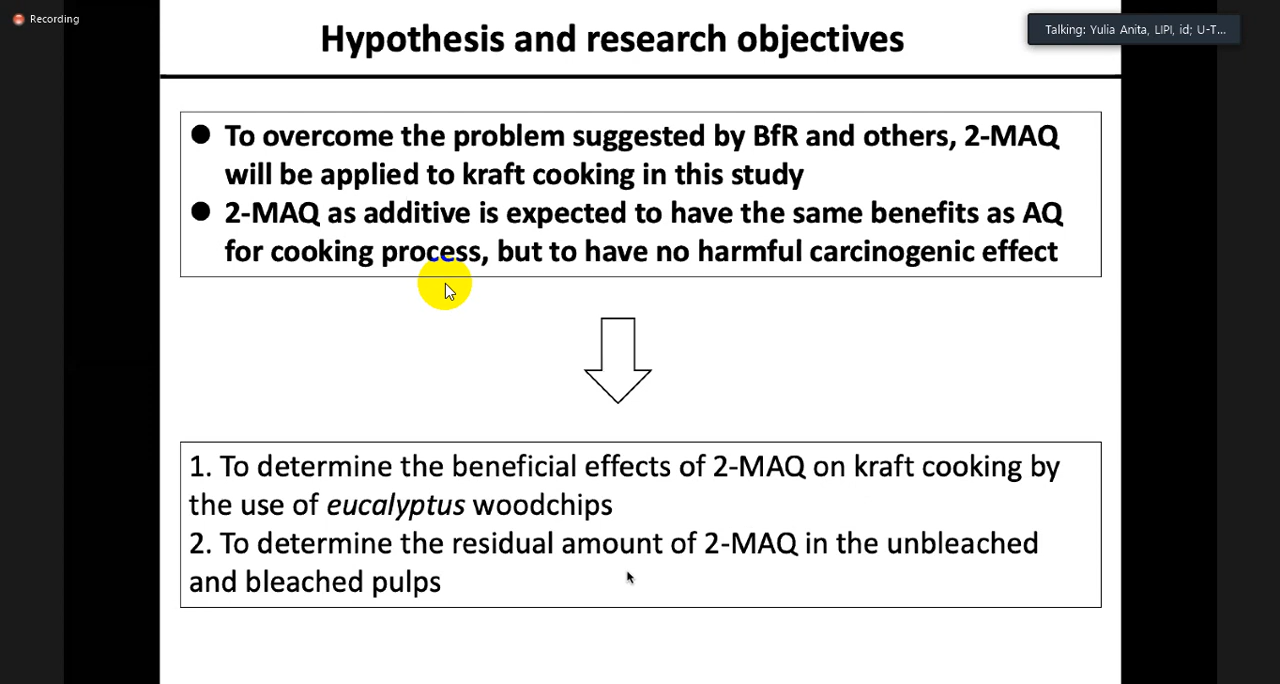 Recording
Hypothesis and research objectives
Talking: Yulia Anita, LIPI, id; U-T...
● To overcome the problem suggested by BfR and others, 2-MAQ
will be applied to kraft cooking in this study
● 2-MAQ as additive is expected to have the same benefits as AQ
for cooking process, but to have no harmful carcinogenic effect
1. To determine the beneficial effects of 2-MAQ on kraft cooking by
the use of eucalyptus woodchips
2. To determine the residual amount of 2-MAQ in the unbleached
and bleached pulps